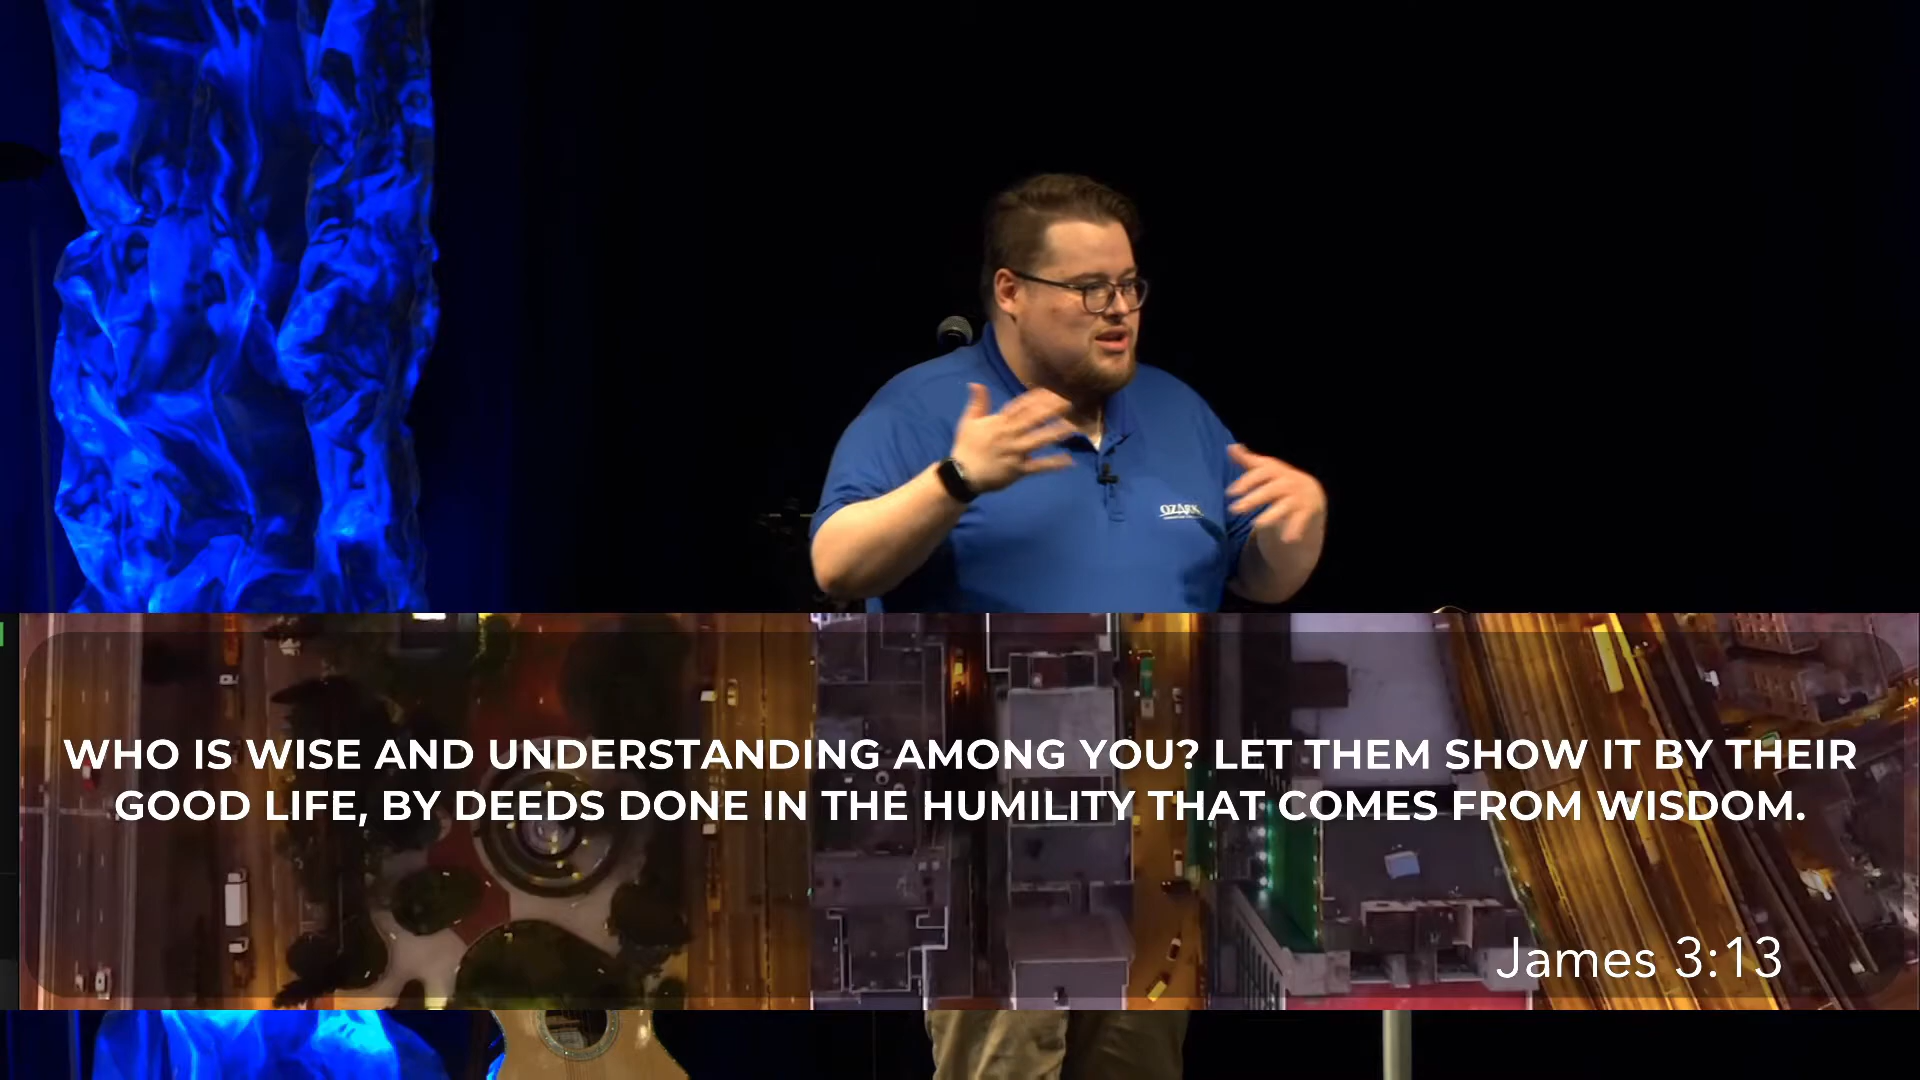 OZARK
WHO IS WISE AND UNDERSTANDING AMONG YOU? LET THEM SHOW IT BY THEIR
GOOD LIFE, BY DEEDS DONE IN THE HUMILITY THAT COMES FROM WISDOM.
James 3:13